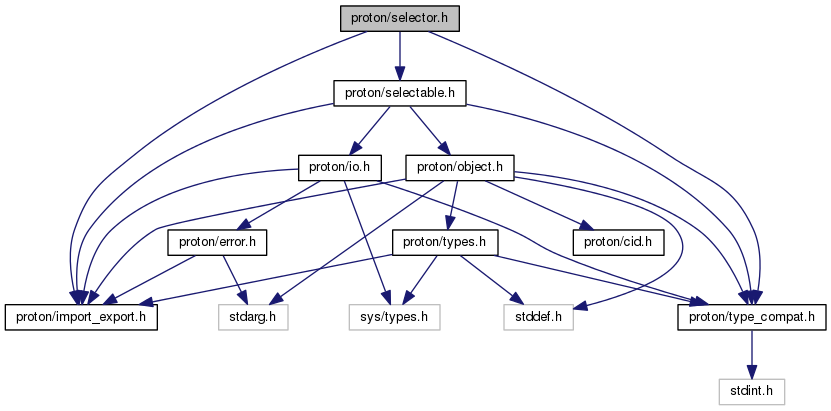 proton/selector.h
proton/selectable.h
proton/io.h
proton/object.h
proton/error.h
proton/types.h
proton/cid.h
proton/import_export.h
stdarg.h
sys/types.h
stddef.h
proton/type_compat.h
stdint.h